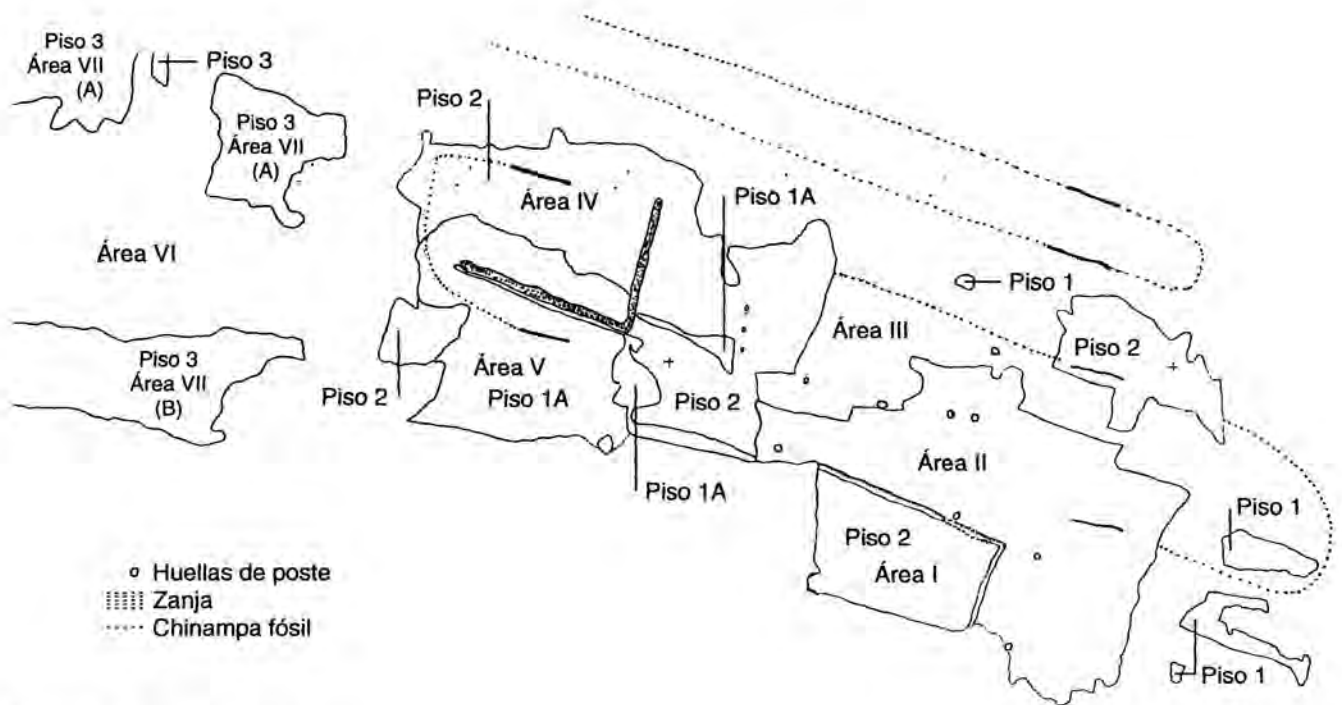 Piso 3
Área VII
(A)
Piso 3
Piso 3
Área VII
(A)
Piso 2
Área IV
Piso 1A
Área VI
Piso 1
Área III
Piso 2
Piso 3
Área VII
(B)
Área V
Piso 1A
Piso 2
Piso 2
Piso 1A
Área II
Piso 1
Piso 2
Área I
Piso 1
Huellas de poste
Zanja
Chinampa fósil